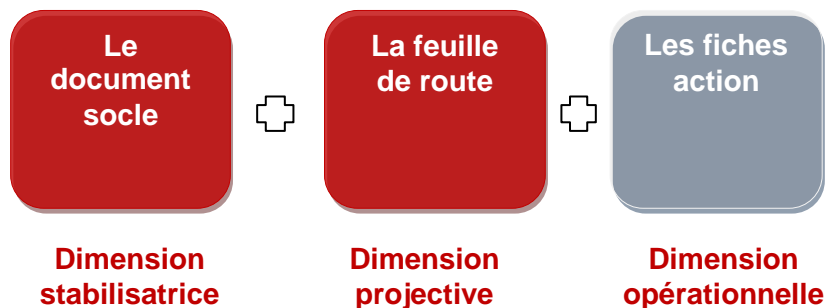 Le
document
socle
La feuille
de route
Les fiches
action
Dimension
stabilisatrice
Dimension
projective
Dimension
opérationnelle